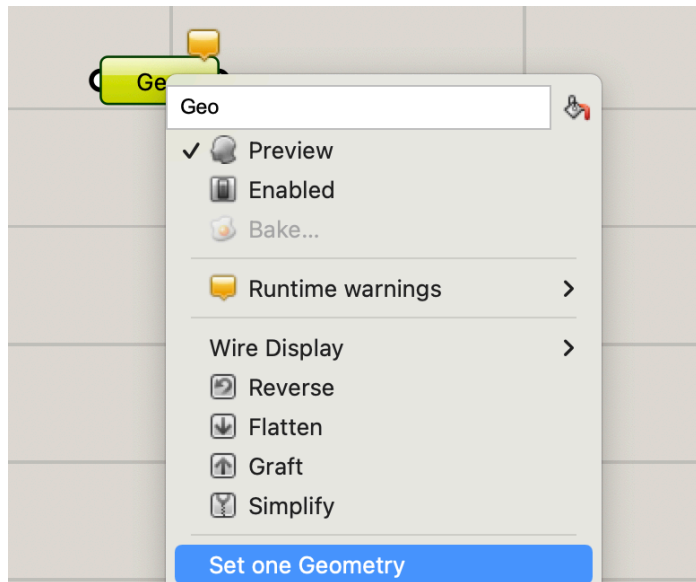 Ge
Geo
Preview
Enabled
Bake...
Runtime warnings
Wire Display
Reverse
Flatten
Graft
Simplify
Set one Geometry